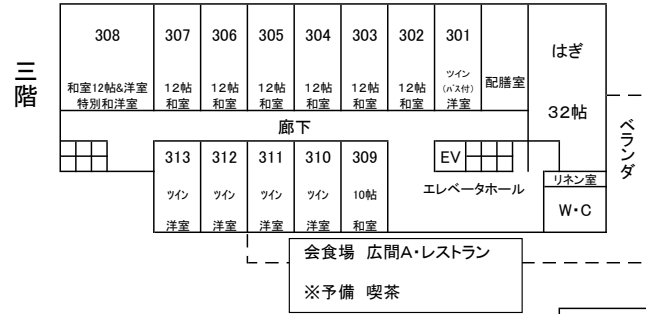 三階
308
和室12帖&洋室
特別和洋室
307
12帖
和室
306
12帖
和室
305
12帖
和室
304
12帖
和室
303
12帖
和室
302
12帖
和室
301
ツイン
(バス付)
洋室
配膳室
はぎ
32帖
廊下
ベランダ
313
ツイン
洋室
312
ツイン
洋室
311
ツイン
洋室
310
ツイン
洋室
309
10帖
和室
EV
エレベータホール
リネン室
W・C
会食場 広間A・レストラン
※予備 喫茶